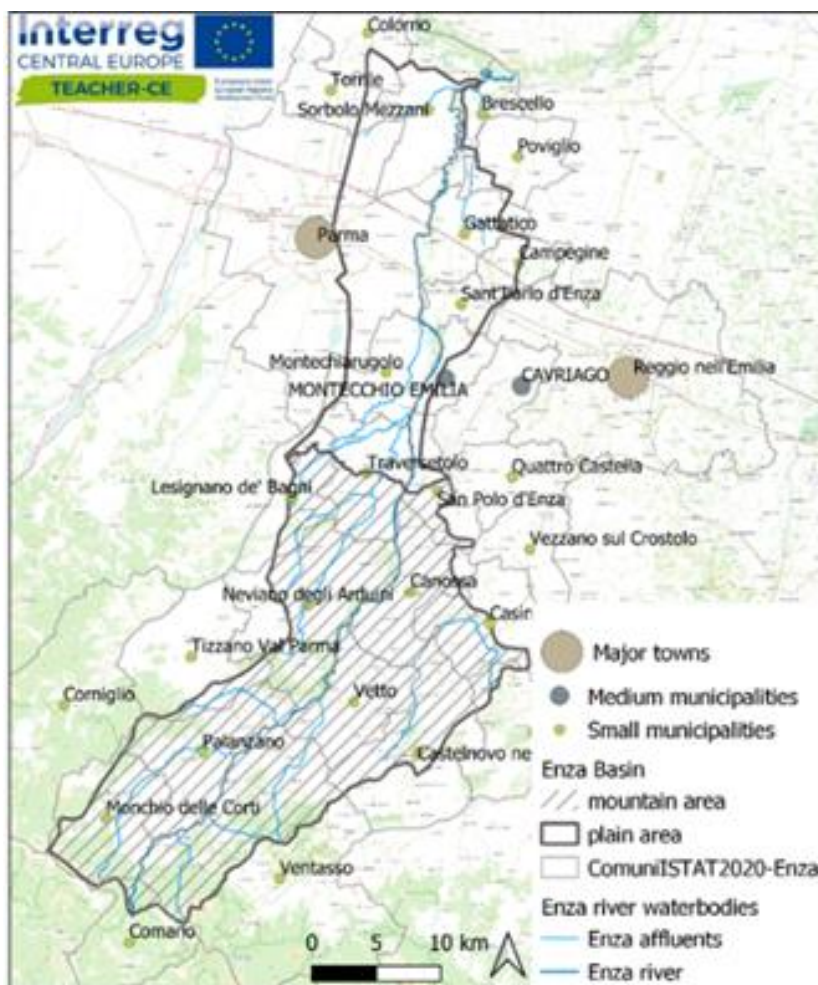 Interreg
CENTRAL EUROPE
TEACHER-CE
Colorno
Torrile
Sorbolo Mezzani
Brescello
Poviglio
Gattatico
Parma
Campegine
Sant'Ilario d'Enza
Montechiarugolo
MONTECCHIO EMILIA
CAVRIAGO
Reggio nell'Emilia
Traversetolo
Quattro Castella
Lesignano de' Bagni
San Polo d'Enza
Vezzano sul Crostolo
Canossa
Neviano degli Arduini
Casin
Tizzano Val Parma
Corniglio
Vetto
Palanzano
Castelnovo ne
Monchio delle Corti
Ventasso
Comano
0 5 10 km
Major towns
Medium municipalities
Small municipalities
Enza Basin
mountain area
plain area
ComuniISTAT2020-Enza
Enza river waterbodies
Enza affluents
Enza river